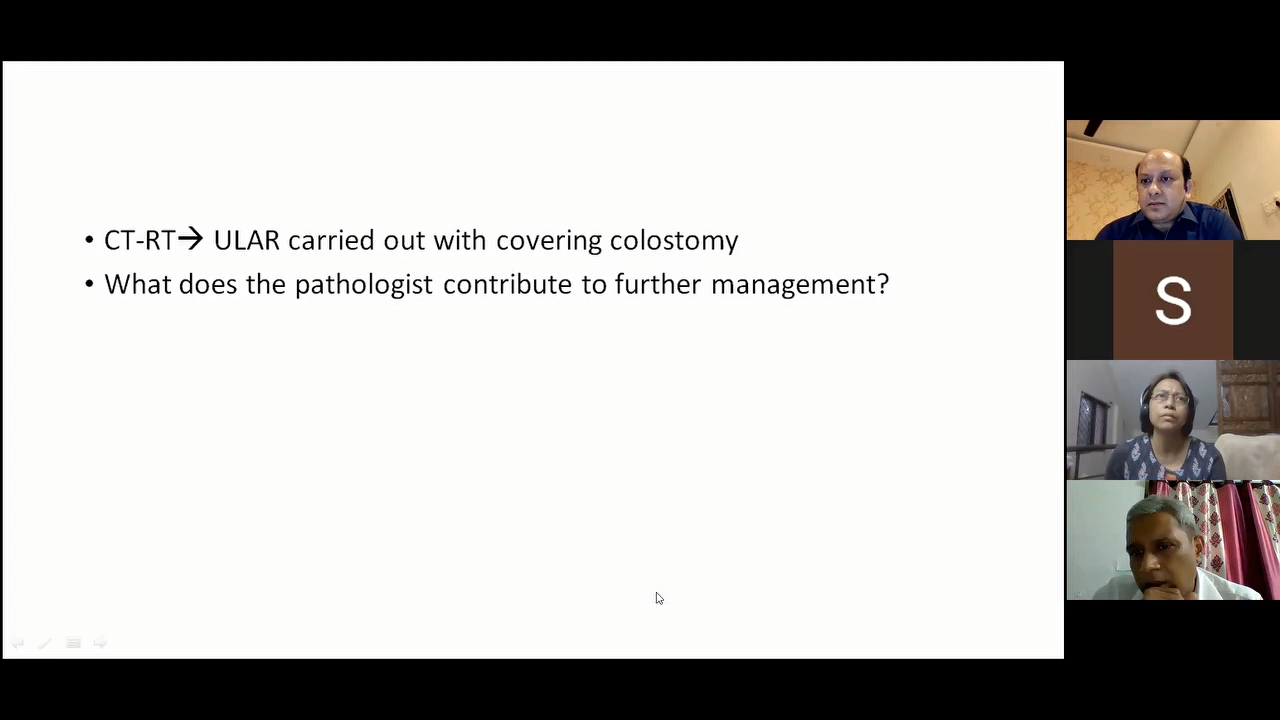 • CT-RT→ ULAR carried out with covering colostomy
• What does the pathologist contribute to further management?
S